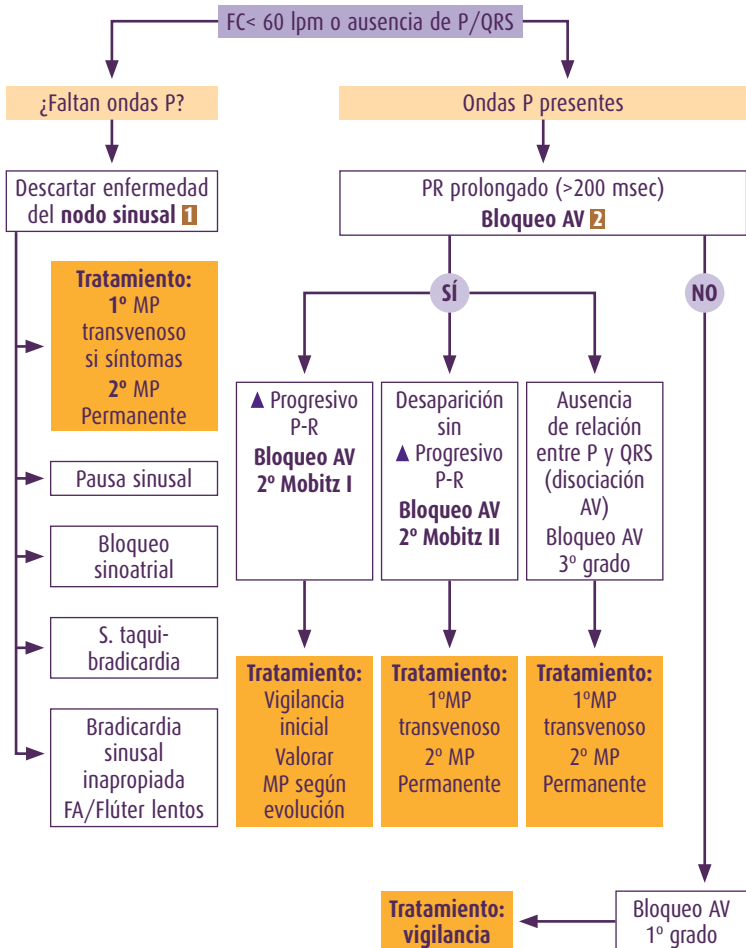 FC< 60 lpm o ausencia de P/QRS
¿Faltan ondas P?
Ondas P presentes
Descartar enfermedad
del nodo sinusal 1
PR prolongado (>200 msec)
Bloqueo AV 2
SÍ
NO
Tratamiento:
1º MP
transvenoso
si síntomas
2º MP
Permanente
Pausa sinusal
Bloqueo
sinoatrial
S. taqui-
bradicardia
Bradicardia
sinusal
inapropiada
FA/Flúter lentos
▲ Progresivo
P-R
Bloqueo AV
2º Mobitz I
Desaparición
sin
▲ Progresivo
P-R
Bloqueo AV
2º Mobitz II
Ausencia
de relación
entre P y QRS
(disociación
AV)
Bloqueo AV
3º grado
Tratamiento:
Vigilancia
inicial
Valorar
MP según
evolución
Tratamiento:
1ºMP
transvenoso
2º MP
Permanente
Tratamiento:
1ºMP
transvenoso
2º MP
Permanente
Tratamiento:
vigilancia
Bloqueo AV
1º grado